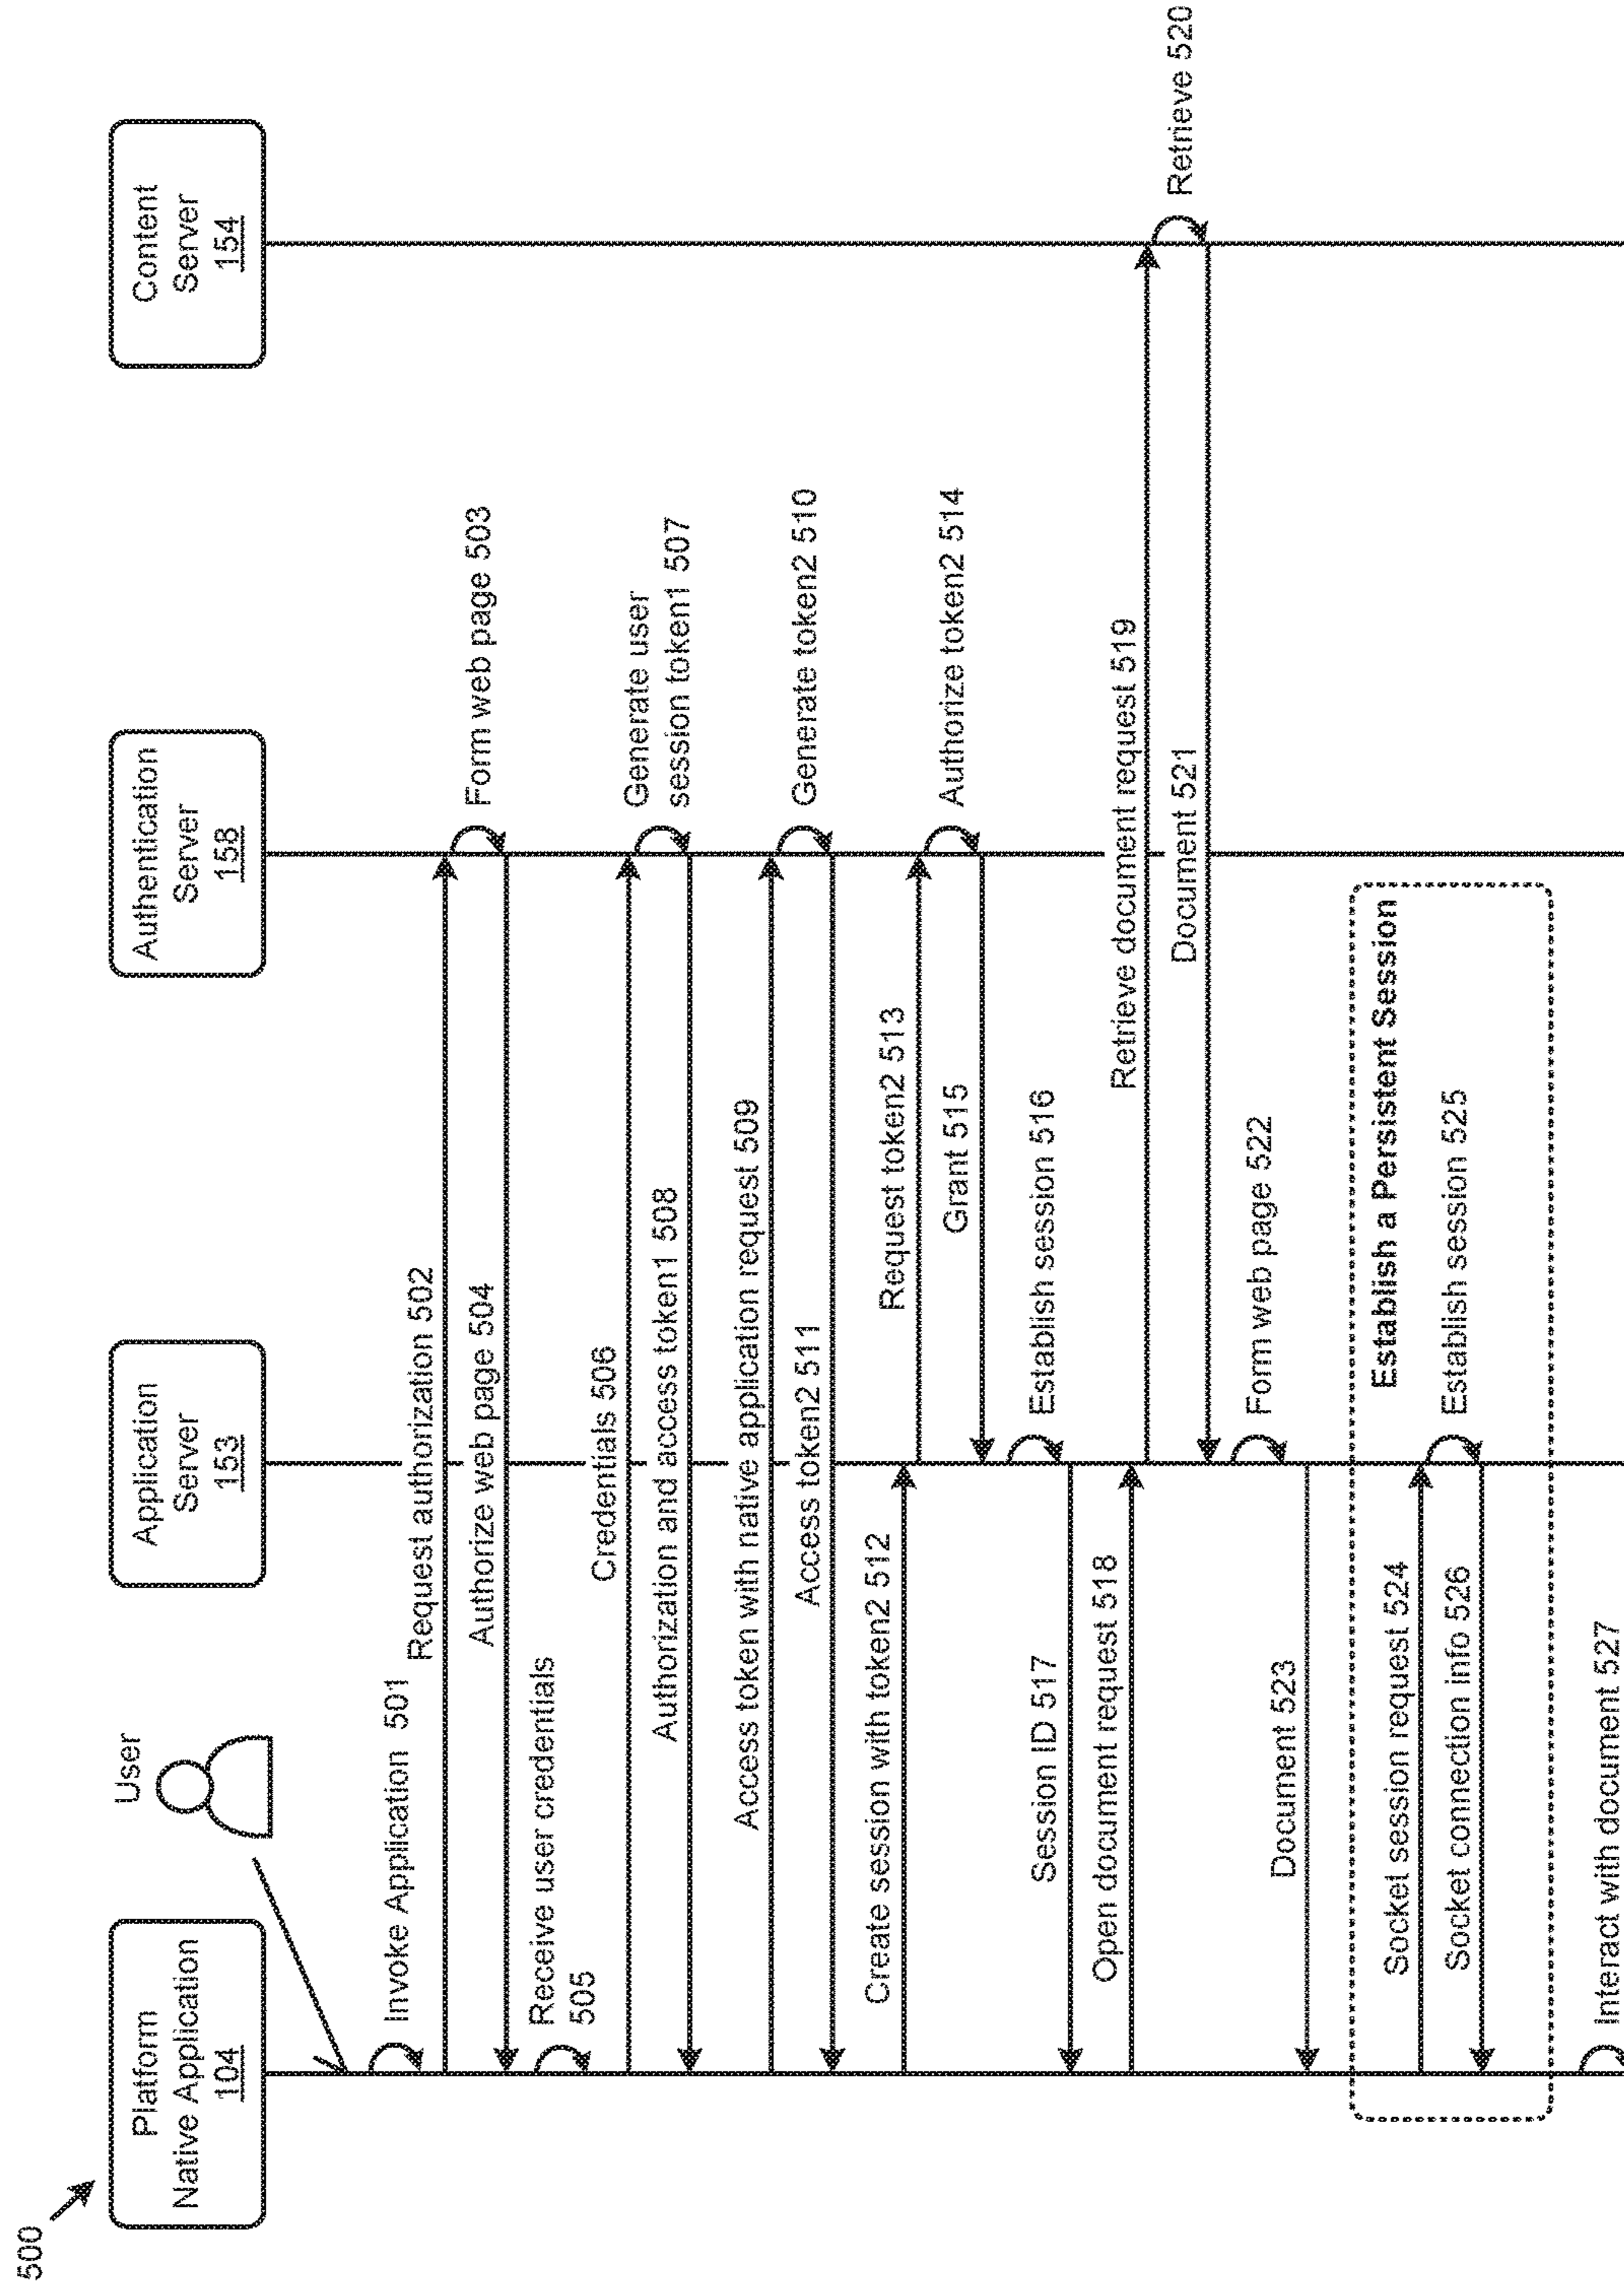 500
Platform
Native Application
104
User
Application
Server
153
Authentication
Server
158
Content
Server
154
Invoke Application 501
Request authorization 502
Form web page 503
Authorize web page 504
Receive user credentials
505
Credentials 506
Generate user
session token1 507
Authorization and access token1 508
Access token with native application request 509
Generate token2 510
Access token2 511
Create session with token2 512
Request token2 513
Authorize token2 514
Grant 515
Establish session 516
Session ID 517
Open document request 518
Retrieve document request 519
Retrieve 520
Document 521
Form web page 522
Document 523
Establish a Persistent Session
Socket session request 524
Establish session 525
Socket connection info 526
Interact with document 527